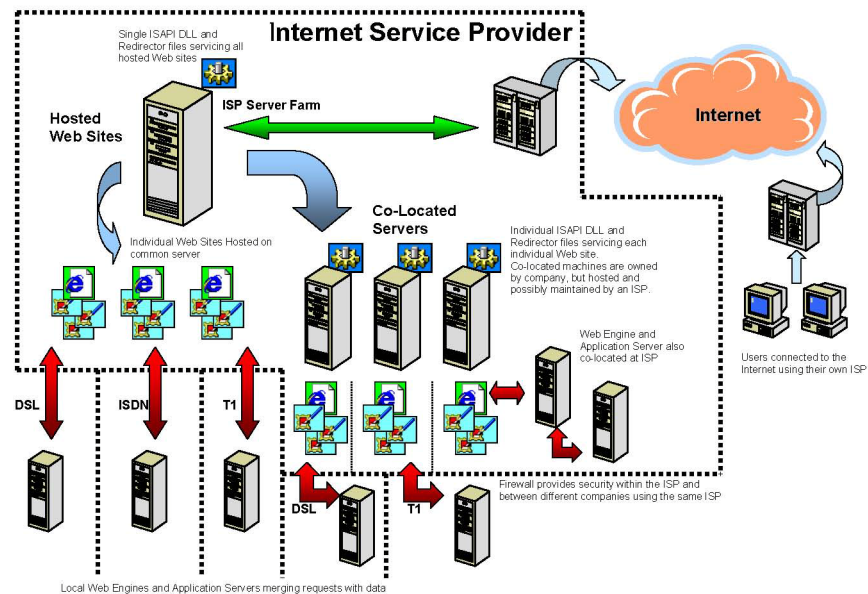 Internet Service Provider
Single ISAPI DLL and
Redirector files servicing all
hosted Web sites
ISP Server Farm
Hosted
Web Sites
Internet
Co-Located
Servers
Individual Web Sites Hosted on
common server
Individual ISAPI DLL and
Redirector files servicing each
individual Web site.
Co-located machines are owned
by company, but hosted and
possibly maintained by an ISP.
Web Engine and
Application Server also
co-located at ISP
Users connected to the
Internet using their own ISP
DSL
ISDN
T1
Firewall provides security within the ISP and
between different companies using the same ISP
DSL
T1
Local Web Engines and Application Servers merging requests with data